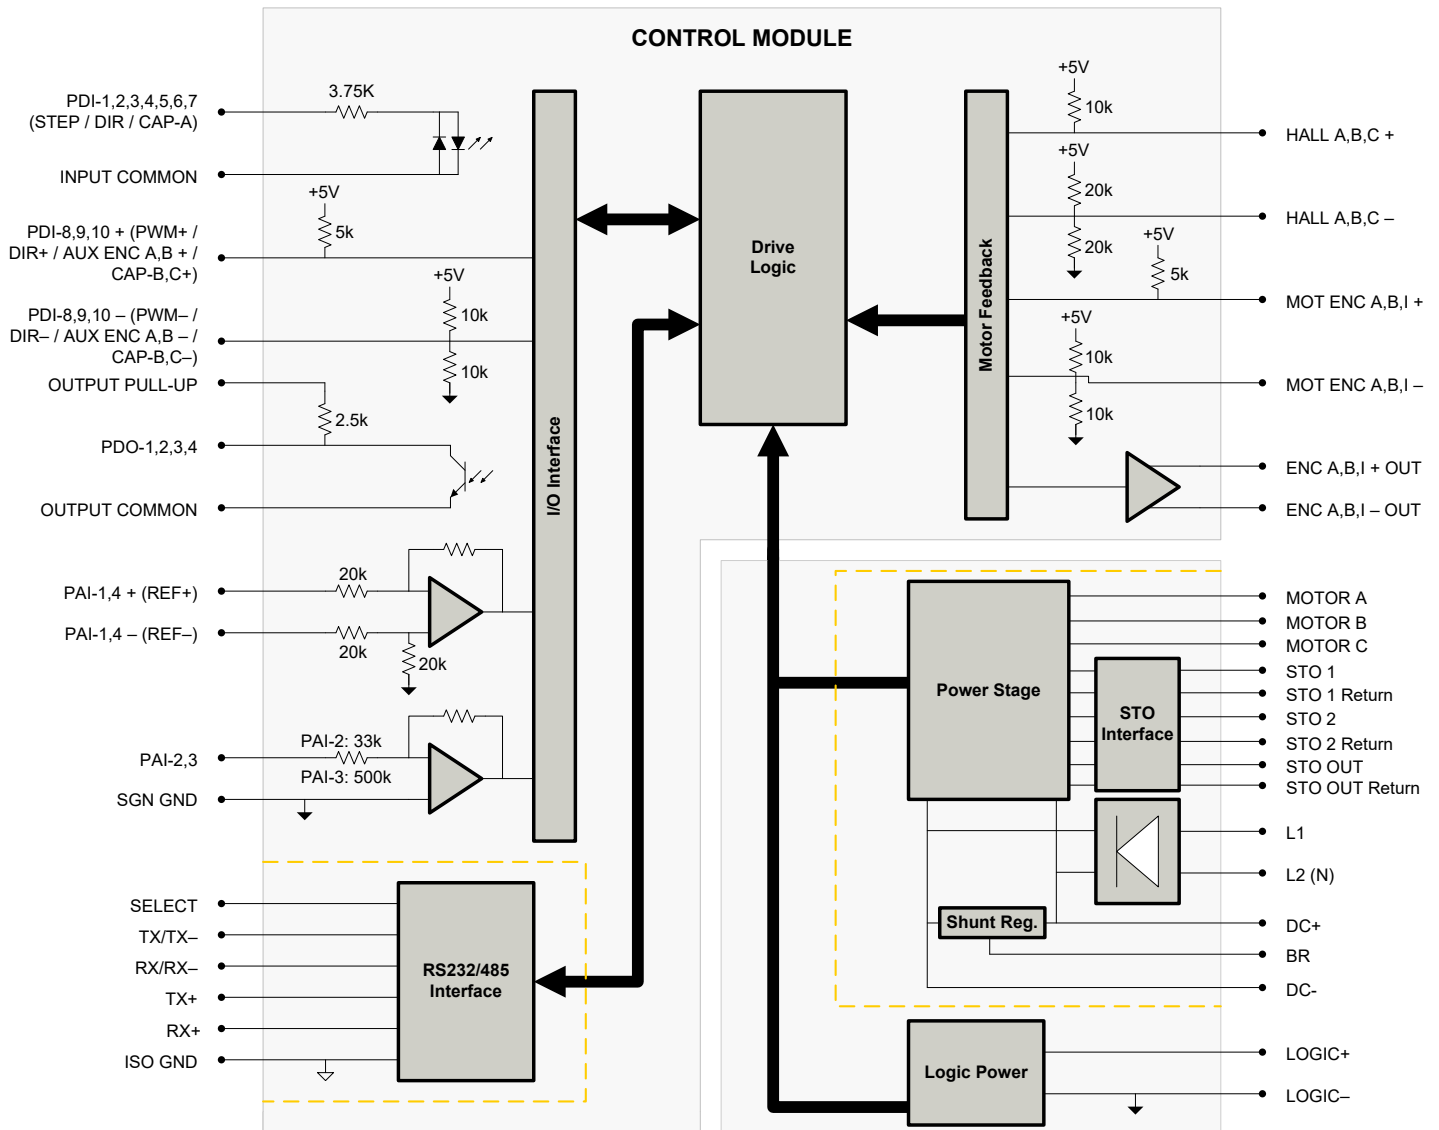 CONTROL MODULE
PDI-1,2,3,4,5,6,7
(STEP / DIR / CAP-A)
3.75K
INPUT COMMON
+5V
5k
PDI-8,9,10 + (PWM+ /
DIR+ / AUX ENC A,B + /
CAP-B,C+)
+5V
10k
10k
PDI-8,9,10 – (PWM– /
DIR– / AUX ENC A,B – /
CAP-B,C–)
OUTPUT PULL-UP
2.5k
PDO-1,2,3,4
OUTPUT COMMON
PAI-1,4 + (REF+)
20k
PAI-1,4 – (REF–)
20k
20k
PAI-2: 33k
PAI-2,3
PAI-3: 500k
SGN GND
I/O Interface
SELECT
TX/TX–
RX/RX–
TX+
RX+
ISO GND
RS232/485
Interface
Drive
Logic
Motor Feedback
+5V
10k
HALL A,B,C +
+5V
20k
HALL A,B,C –
20k
+5V
5k
MOT ENC A,B,I +
+5V
10k
MOT ENC A,B,I –
10k
ENC A,B,I + OUT
ENC A,B,I – OUT
Power Stage
MOTOR A
MOTOR B
MOTOR C
STO
Interface
STO 1
STO 1 Return
STO 2
STO 2 Return
STO OUT
STO OUT Return
L1
L2 (N)
Shunt Reg.
DC+
BR
DC-
Logic Power
LOGIC+
LOGIC–